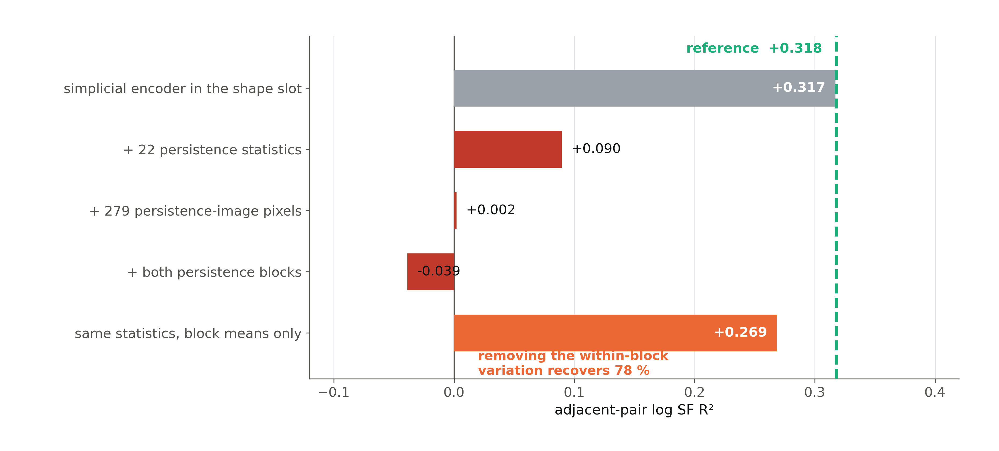 reference  +0.318
simplicial encoder in the shape slot
+0.317
+ 22 persistence statistics
+0.090
+ 279 persistence-image pixels
+0.002
+ both persistence blocks
-0.039
same statistics, block means only
+0.269
removing the within-block
variation recovers 78 %
−0.1
0.0
0.1
0.2
0.3
0.4
adjacent-pair log SF R²